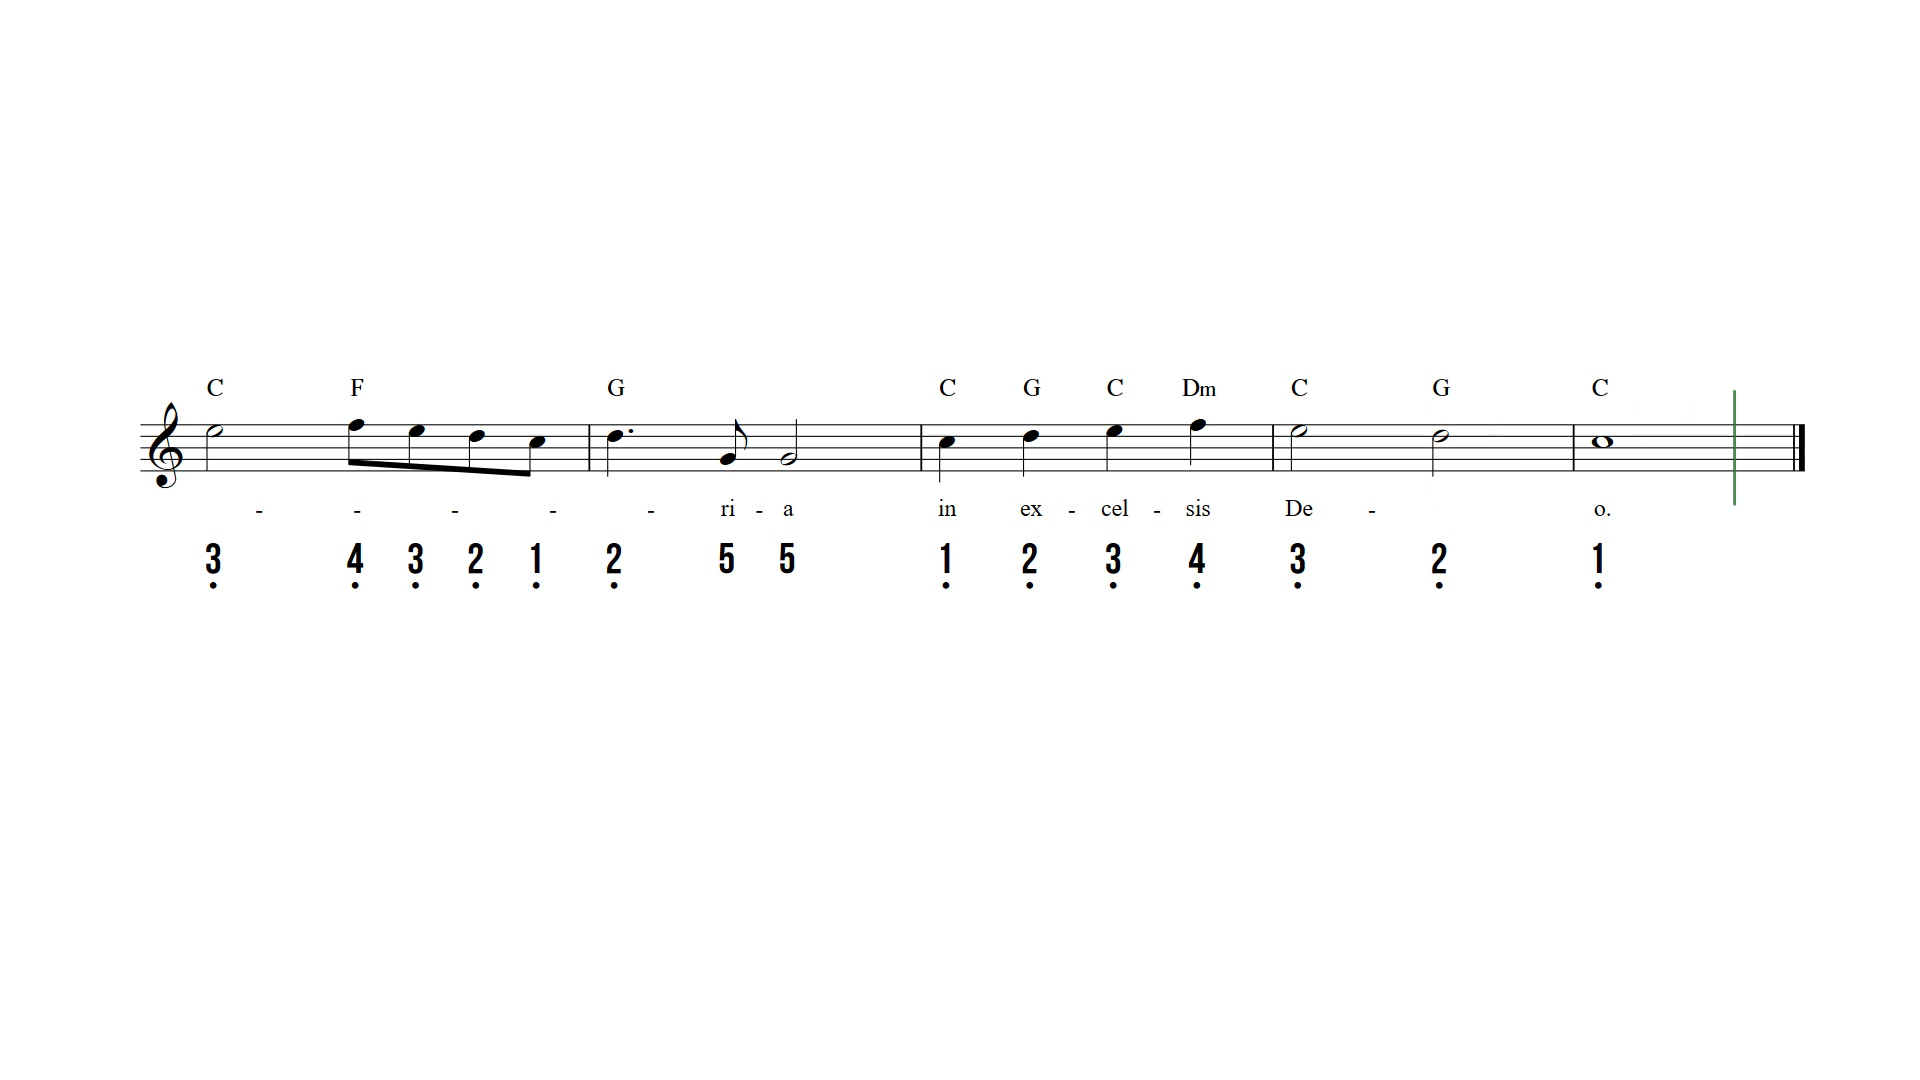 C F G C G C Dm C G C
- - - - - ri - a in ex - cel - sis De - o.
3 4 3 2 1 2 5 5 1 2 3 4 3 2 1